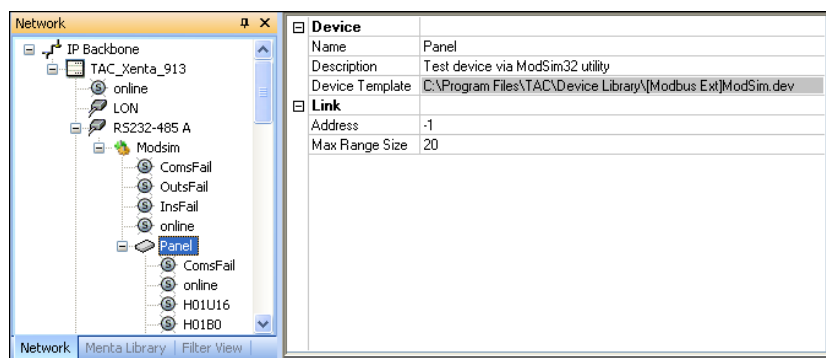 Network
IP Backbone
TAC_Xenta_913
online
LON
RS232-485 A
Modsim
ComsFail
OutsFail
InsFail
online
Panel
ComsFail
online
H01U16
H01B0
Network Menta Library Filter View
Device
Name Panel
Description Test device via ModSim32 utility
Device Template C:\Program Files\TAC\Device Library\[Modbus Ext]ModSim.dev
Link
Address -1
Max Range Size 20